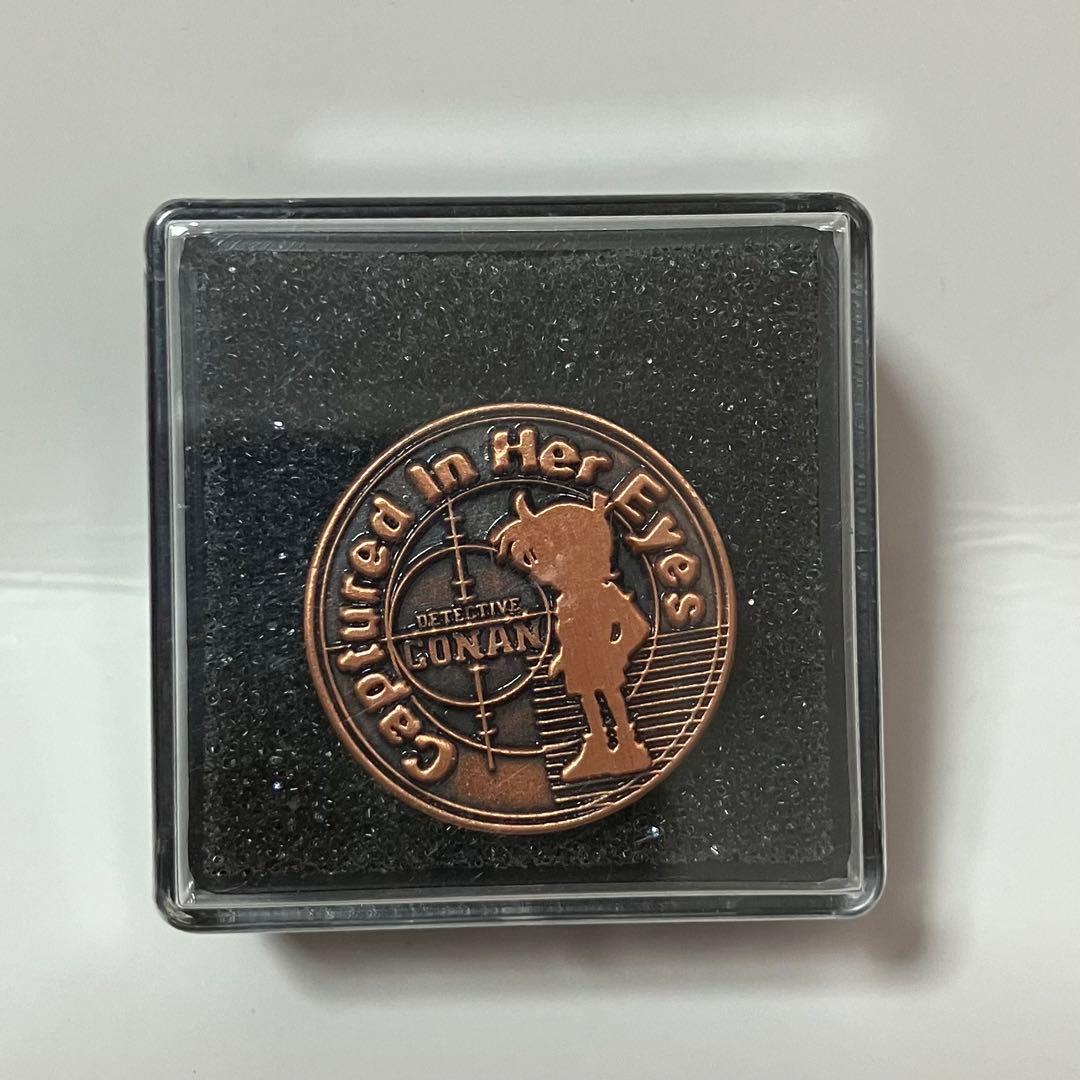 Captured In Her Eyes
DETECTIVE
CONAN